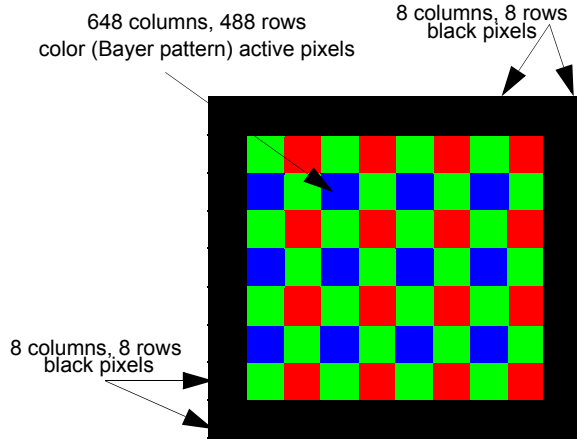 648 columns, 488 rows
color (Bayer pattern) active pixels
8 columns, 8 rows
black pixels
8 columns, 8 rows
black pixels